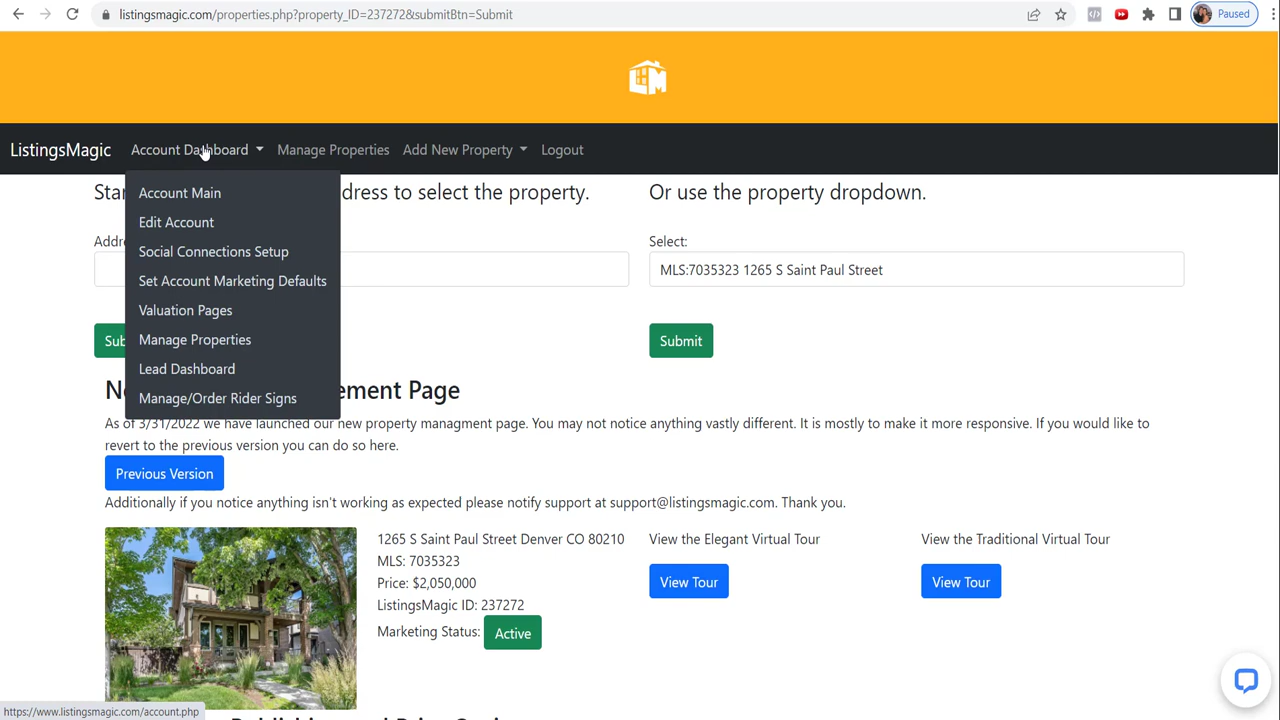 listingsmagic.com/properties.php?property_ID=237272&submitBtn=Submit
Paused
LM
ListingsMagic
Account Dashboard
Manage Properties
Add New Property
Logout
Account Main
Edit Account
Social Connections Setup
Set Account Marketing Defaults
Valuation Pages
Manage Properties
Lead Dashboard
Manage/Order Rider Signs
to select the property.
Or use the property dropdown.
Select:
MLS:7035323 1265 S Saint Paul Street
Submit
Page
As of 3/31/2022 we have launched our new property managment page. You may not notice anything vastly different. It is mostly to make it more responsive. If you would like to
revert to the previous version you can do so here.
Previous Version
Additionally if you notice anything isn't working as expected please notify support at support@listingsmagic.com. Thank you.
1265 S Saint Paul Street Denver CO 80210
MLS: 7035323
Price: $2,050,000
ListingsMagic ID: 237272
Marketing Status: Active
View the Elegant Virtual Tour
View Tour
View the Traditional Virtual Tour
View Tour
https://www.listingsmagic.com/account.php